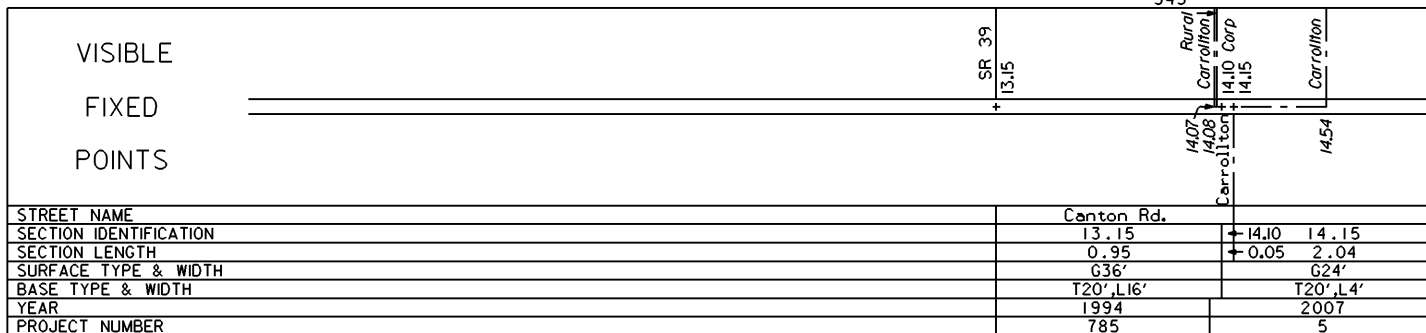 VISIBLE
FIXED
POINTS
SR 39
13.15
Rural
Carrollton
Corp
14.10
14.15
Carrollton
14.07
14.08
Carrollton
14.54
STREET NAME Canton Rd.
SECTION IDENTIFICATION 13.15 14.10 14.15
SECTION LENGTH 0.95 0.05 2.04
SURFACE TYPE & WIDTH G36' G24'
BASE TYPE & WIDTH T20',L16' T20',L4'
YEAR 1994 2007
PROJECT NUMBER 785 5